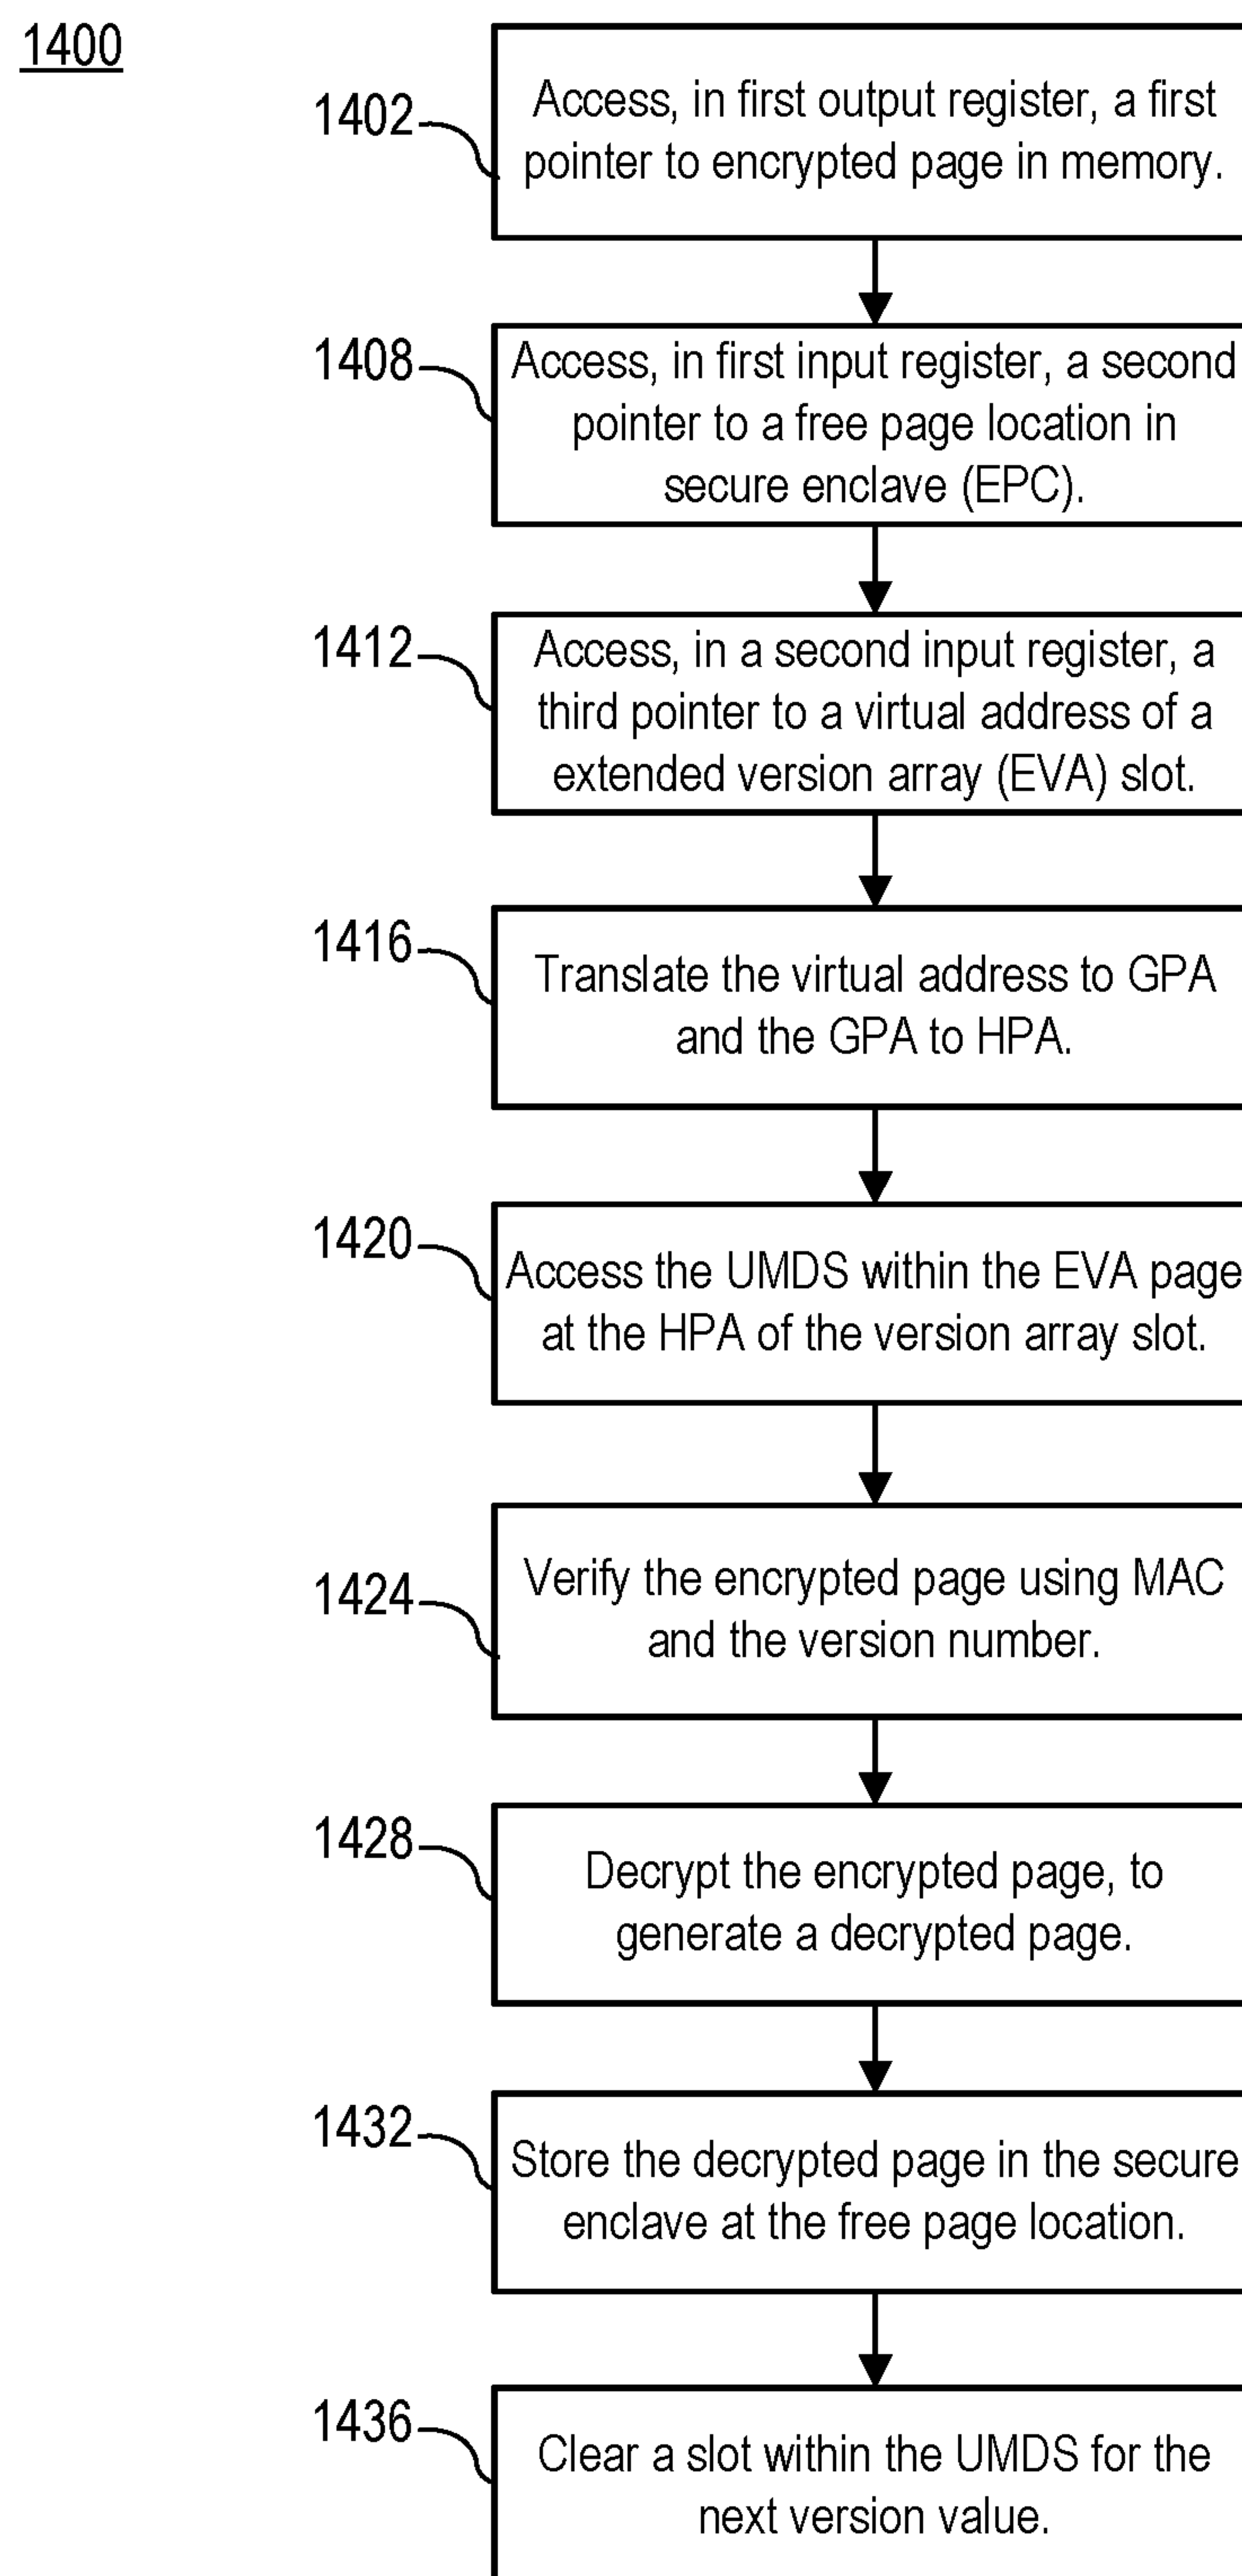 1400
1402
Access, in first output register, a first
pointer to encrypted page in memory.
1408
Access, in first input register, a second
pointer to a free page location in
secure enclave (EPC).
1412
Access, in a second input register, a
third pointer to a virtual address of a
extended version array (EVA) slot.
1416
Translate the virtual address to GPA
and the GPA to HPA.
1420
Access the UMDS within the EVA page
at the HPA of the version array slot.
1424
Verify the encrypted page using MAC
and the version number.
1428
Decrypt the encrypted page, to
generate a decrypted page.
1432
Store the decrypted page in the secure
enclave at the free page location.
1436
Clear a slot within the UMDS for the
next version value.